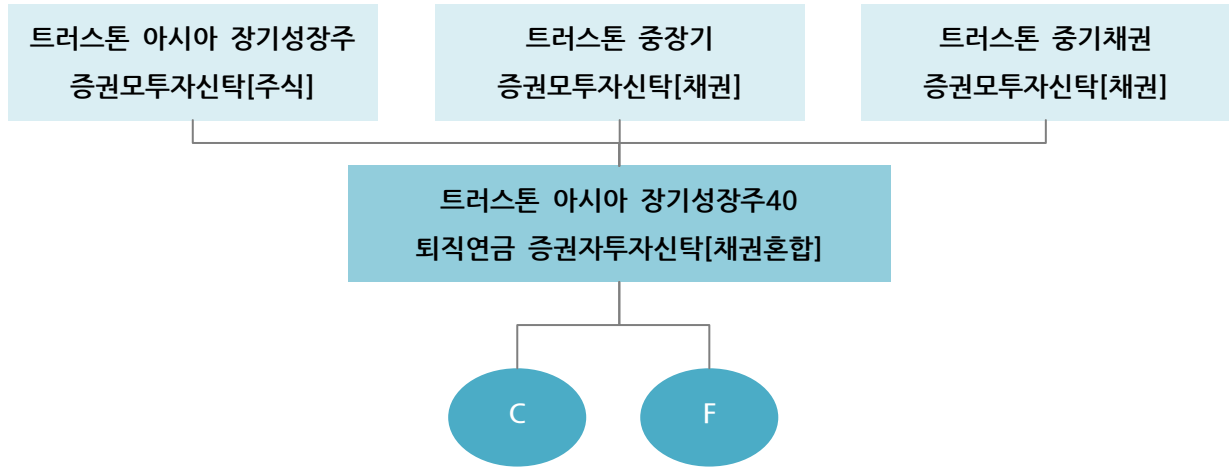 트러스톤 아시아 장기성장주
증권모투자신탁[주식]
트러스톤 중장기
증권모투자신탁[채권]
트러스톤 중기채권
증권모투자신탁[채권]
트러스톤 아시아 장기성장주40
퇴직연금 증권자투자신탁[채권혼합]
C
F